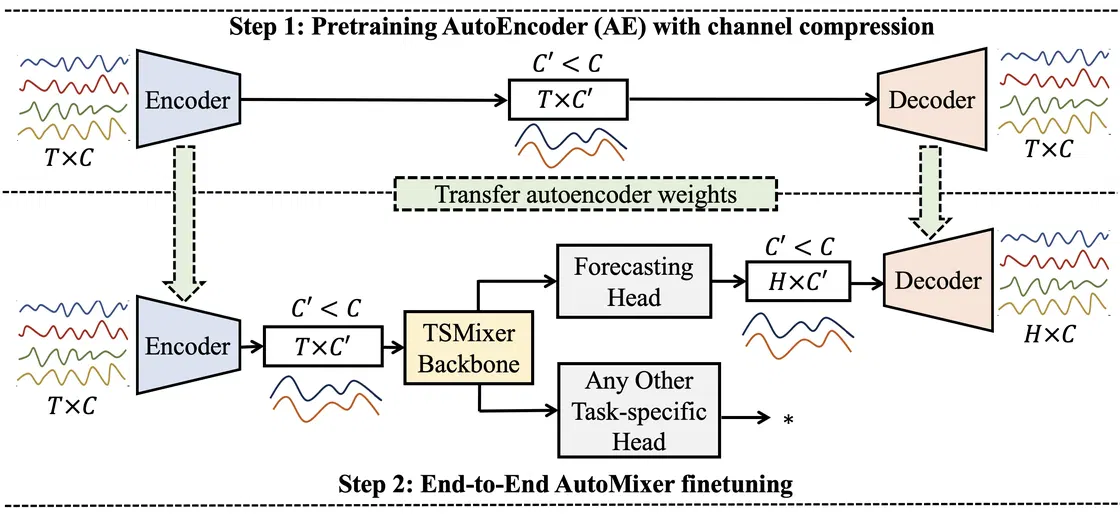 Step 1: Pretraining AutoEncoder (AE) with channel compression
C′ < C
Encoder
T×C′
Decoder
T×C
T×C
Transfer autoencoder weights
C′ < C
Forecasting
Head
H×C′
Decoder
C′ < C
Encoder
T×C′
TSMixer
Backbone
H×C
T×C
Any Other
Task-specific
Head
*
Step 2: End-to-End AutoMixer finetuning